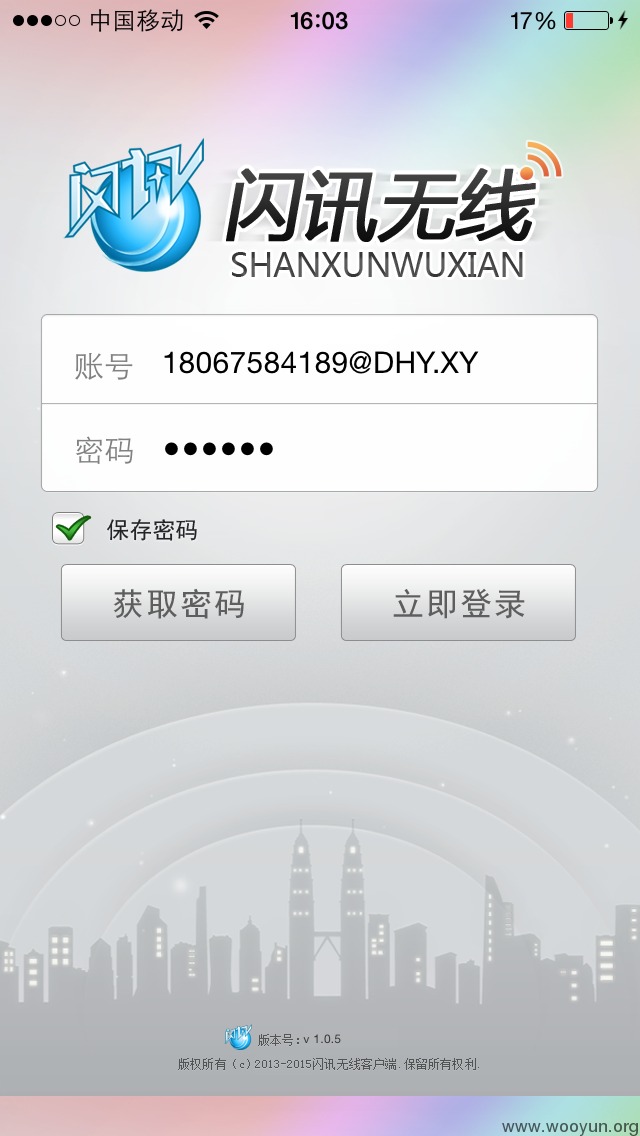 中国移动 16:03 17%
闪讯 闪讯无线
SHANXUNWUXIAN
账号 18067584189@DHY.XY
密码 ●●●●●●
保存密码
获取密码 立即登录
闪讯 版本号: v 1.0.5
版权所有 (c) 2013-2015闪讯无线客户端. 保留所有权利.
www.wooyun.org